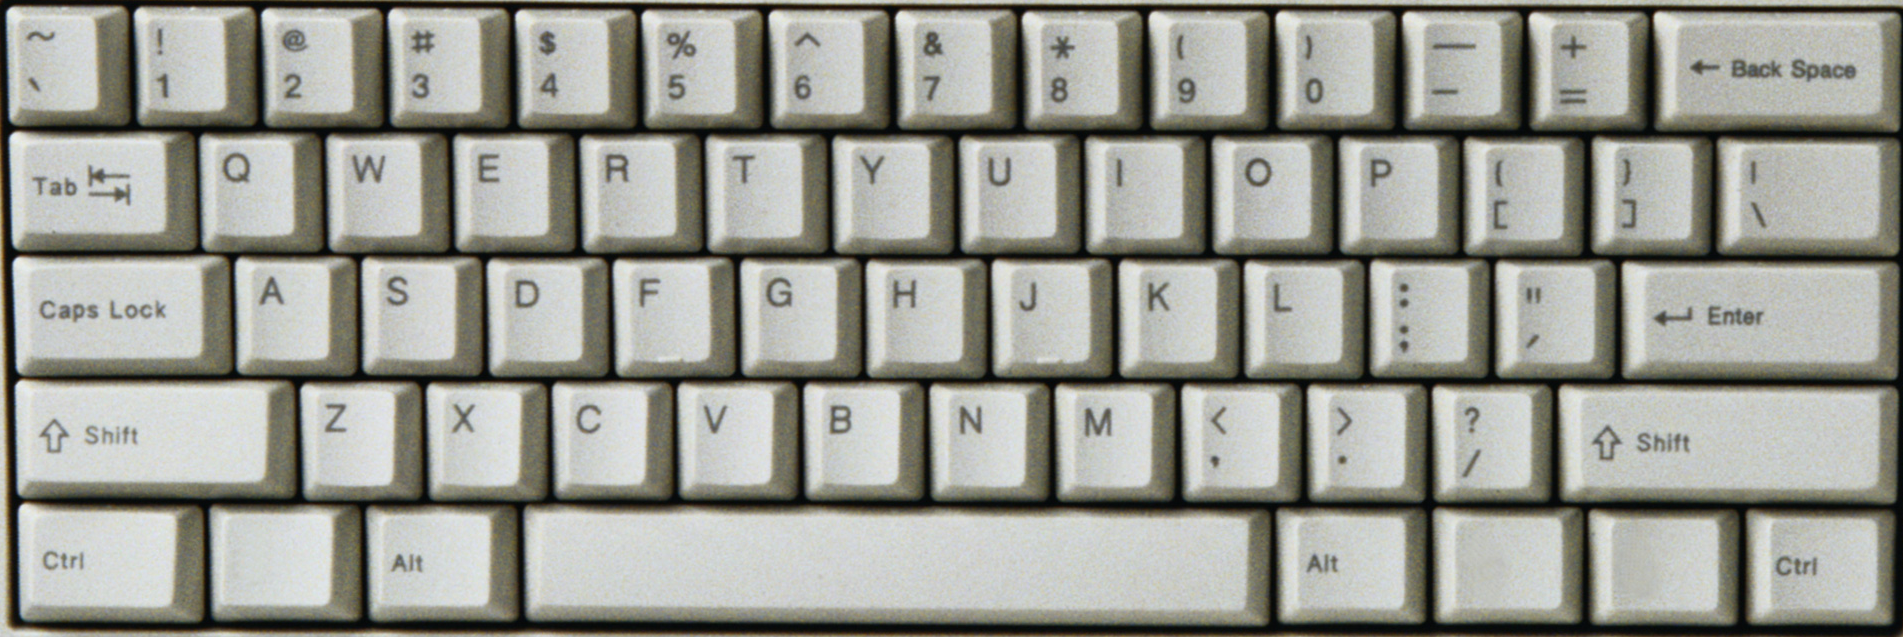 ~ ! @ # $ % ^ & * ( ) — +
` 1 2 3 4 5 6 7 8 9 0 - = ← Back Space
Tab Q W E R T Y U I O P { } |
[ ] \
Caps Lock A S D F G H J K L : " ↵ Enter
; '
⇧ Shift Z X C V B N M < > ? ⇧ Shift
, . /
Ctrl Alt Alt Ctrl